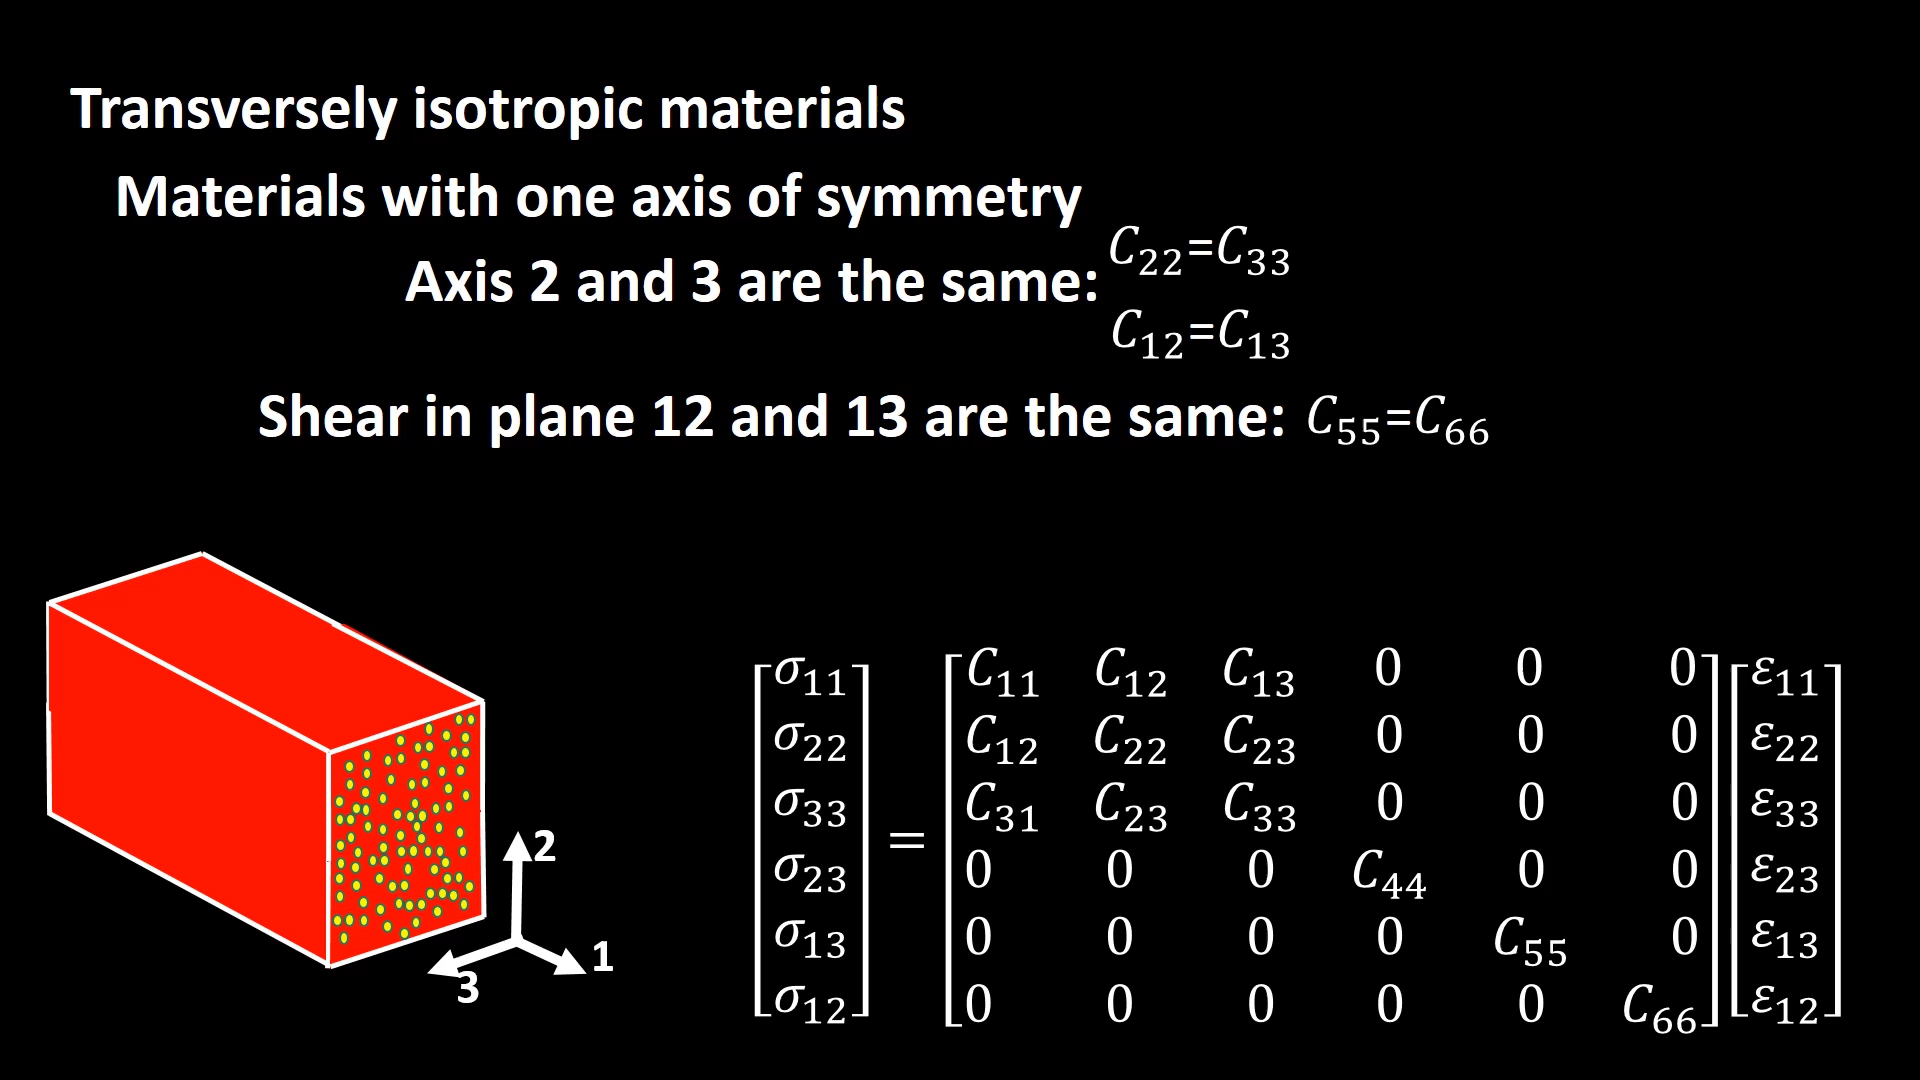 Transversely isotropic materials
Materials with one axis of symmetry
Axis 2 and 3 are the same: C₂₂=C₃₃
C₁₂=C₁₃
Shear in plane 12 and 13 are the same: C₅₅=C₆₆
2
1
3
σ₁₁ C₁₁ C₁₂ C₁₃ 0 0 0 ε₁₁
σ₂₂ C₁₂ C₂₂ C₂₃ 0 0 0 ε₂₂
σ₃₃ C₃₁ C₂₃ C₃₃ 0 0 0 ε₃₃
=
σ₂₃ 0 0 0 C₄₄ 0 0 ε₂₃
σ₁₃ 0 0 0 0 C₅₅ 0 ε₁₃
σ₁₂ 0 0 0 0 0 C₆₆ ε₁₂